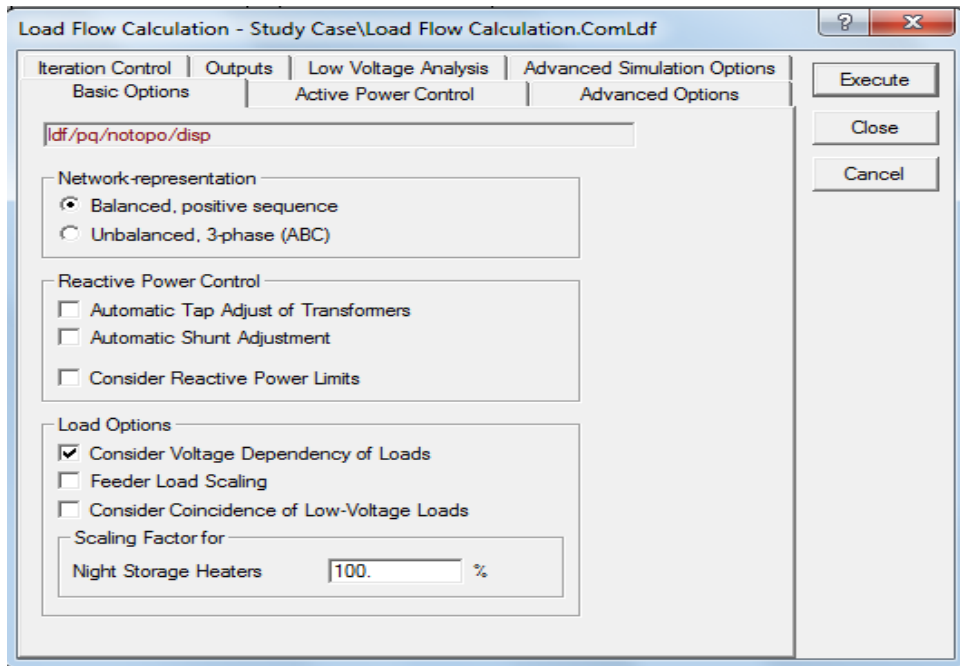 Load Flow Calculation - Study Case\Load Flow Calculation.ComLdf
Iteration Control Outputs Low Voltage Analysis Advanced Simulation Options
Basic Options Active Power Control Advanced Options
ldf/pq/notopo/disp
Network-representation
Balanced, positive sequence
Unbalanced, 3-phase (ABC)
Reactive Power Control
Automatic Tap Adjust of Transformers
Automatic Shunt Adjustment
Consider Reactive Power Limits
Load Options
Consider Voltage Dependency of Loads
Feeder Load Scaling
Consider Coincidence of Low-Voltage Loads
Scaling Factor for
Night Storage Heaters 100. %
Execute
Close
Cancel